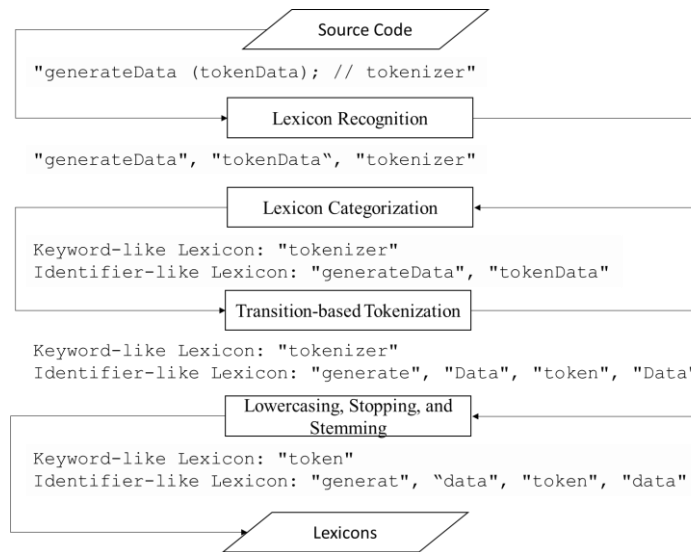 Source Code
"generateData (tokenData); // tokenizer"
Lexicon Recognition
"generateData", "tokenData‟, "tokenizer"
Lexicon Categorization
Keyword-like Lexicon: "tokenizer"
Identifier-like Lexicon: "generateData", "tokenData"
Transition-based Tokenization
Keyword-like Lexicon: "tokenizer"
Identifier-like Lexicon: "generate", "Data", "token", "Data"
Lowercasing, Stopping, and
Stemming
Keyword-like Lexicon: "token"
Identifier-like Lexicon: "generat", ‟data", "token", "data"
Lexicons